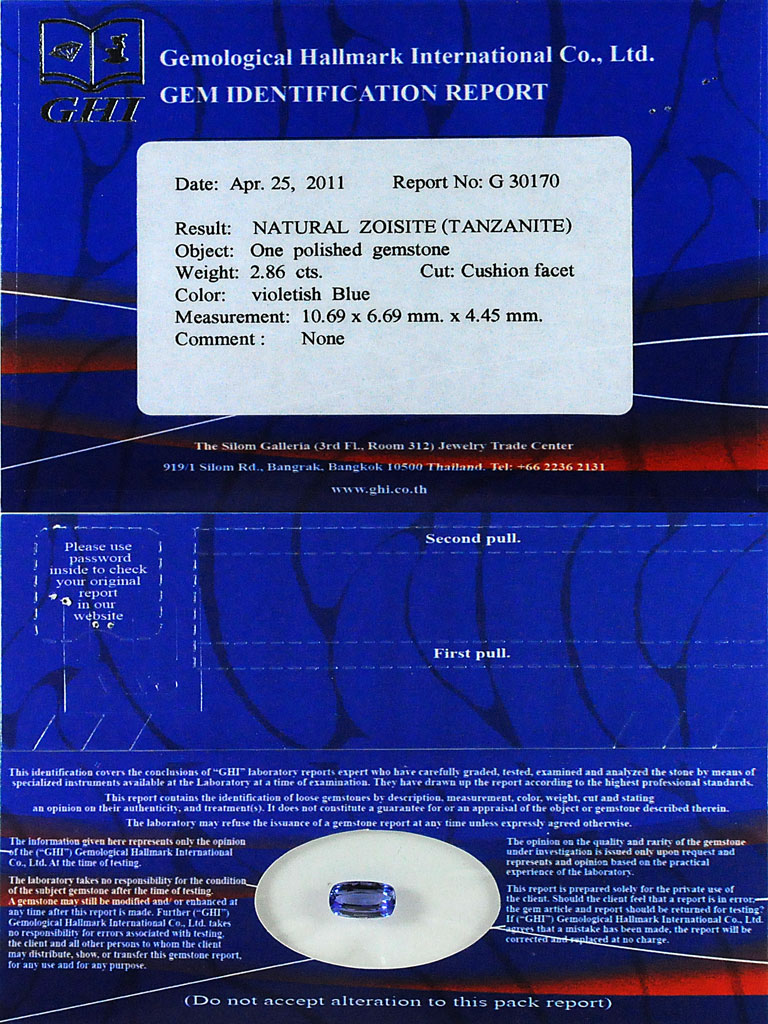 GHI
Gemological Hallmark International Co., Ltd.
GEM IDENTIFICATION REPORT
Date: Apr. 25, 2011 Report No: G 30170
Result: NATURAL ZOISITE (TANZANITE)
Object: One polished gemstone
Weight: 2.86 cts. Cut: Cushion facet
Color: violetish Blue
Measurement: 10.69 x 6.69 mm. x 4.45 mm.
Comment : None
The Silom Galleria (3rd Fl., Room 312) Jewelry Trade Center
919/1 Silom Rd., Bangrak, Bangkok 10500 Thailand. Tel: +66 2236 2131
www.ghi.co.th
Please use
password
inside to check
your original
report
in our
website
Second pull.
First pull.
This identification covers the conclusions of "GHI" laboratory reports expert who have carefully graded, tested, examined and analyzed the stone by means of
specialized instruments available at the Laboratory at a time of examination. They have drawn up the report according to the highest professional standards.
This report contains the identification of loose gemstones by description, measurement, color, weight, cut and stating
an opinion on their authenticity, and treatment(s). It does not constitute a guarantee for or an appraisal of the object or gemstone described therein.
The laboratory may refuse the issuance of a gemstone report at any time unless expressly agreed otherwise.
The information given here represents only the opinion
of the ("GHI") Gemological Hallmark International
Co., Ltd. At the time of testing.
The laboratory takes no responsibility for the condition
of the subject gemstone after the time of testing.
A gemstone may still be modified and/ or enhanced at
any time after this report is made. Further ("GHI")
Gemological Hallmark International Co., Ltd. takes
no responsibility for errors associated with testing,
the client and all other persons to whom the client
may distribute, show, or transfer this gemstone report,
for any use and for any purpose.
The opinion on the quality and rarity of the gemstone
under investigation is issued only upon request and
represents and opinion based on the practical
experience of the laboratory.
This report is prepared solely for the private use of
the client. Should the client feel that a report is in error,
the gem article and report should be returned for testing?
If ("GHI") Gemological Hallmark International Co., Ltd.
agrees that a mistake has been made, the report will be
corrected and replaced at no charge.
(Do not accept alteration to this pack report)